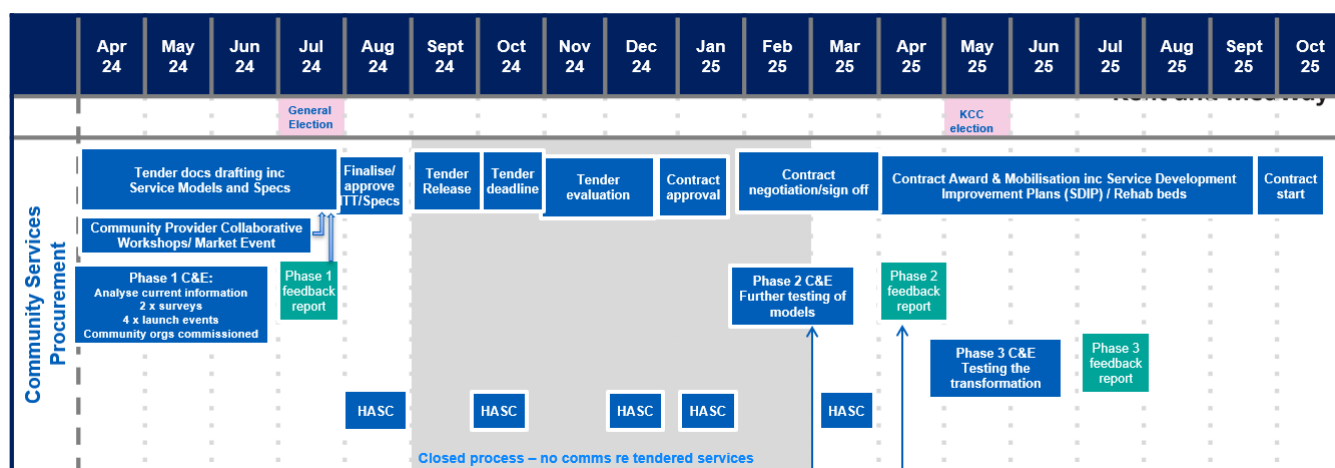 Apr May Jun Jul Aug Sept Oct Nov Dec Jan Feb Mar Apr May Jun Jul Aug Sept Oct
24 24 24 24 24 24 24 24 24 25 25 25 25 25 25 25 25 25 25
Kent and Medway
General
Election
KCC
election
Community Services
Procurement
Tender docs drafting inc
Service Models and Specs
Finalise/
approve
ITT/Specs
Tender
Release
Tender
deadline
Tender
evaluation
Contract
approval
Contract
negotiation/sign off
Contract Award & Mobilisation inc Service Development
Improvement Plans (SDIP) / Rehab beds
Contract
start
Community Provider Collaborative
Workshops/ Market Event
Phase 1 C&E:
Analyse current information
2 x surveys
4 x launch events
Community orgs commissioned
Phase 1
feedback
report
Phase 2 C&E
Further testing of
models
Phase 2
feedback
report
Phase 3 C&E
Testing the
transformation
Phase 3
feedback
report
HASC HASC HASC HASC HASC
Closed process – no comms re tendered services